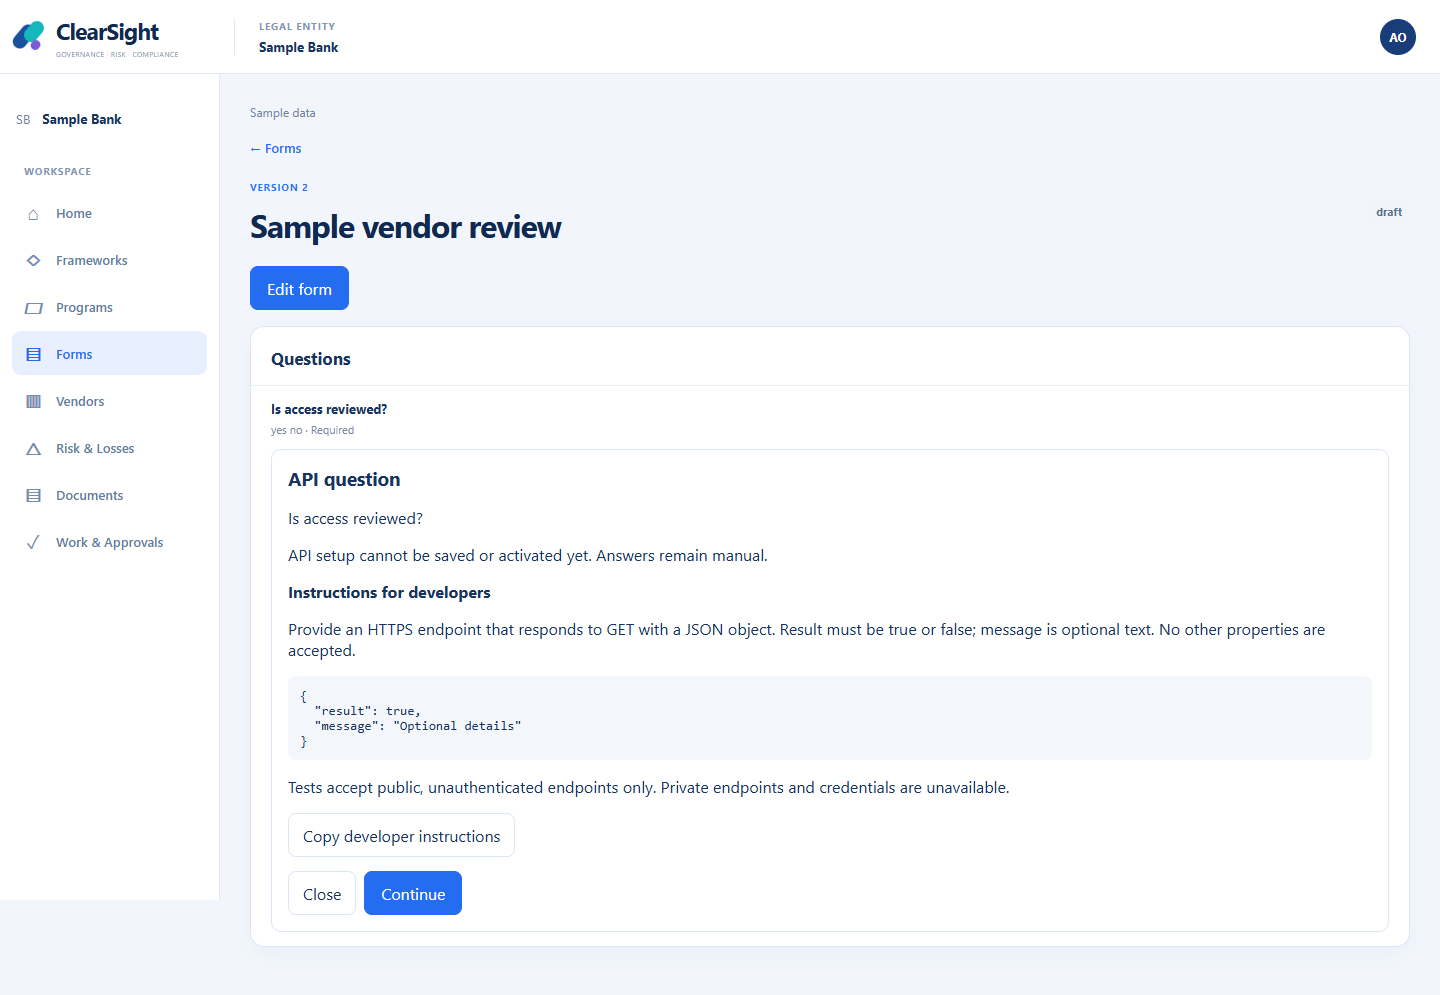 ClearSight
GOVERNANCE · RISK · COMPLIANCE
LEGAL ENTITY
Sample Bank
AO
SB Sample Bank
WORKSPACE
Home
Frameworks
Programs
Forms
Vendors
Risk & Losses
Documents
Work & Approvals
Sample data
← Forms
VERSION 2
Sample vendor review
draft
Edit form
Questions
Is access reviewed?
yes no · Required
API question
Is access reviewed?
API setup cannot be saved or activated yet. Answers remain manual.
Instructions for developers
Provide an HTTPS endpoint that responds to GET with a JSON object. Result must be true or false; message is optional text. No other properties are
accepted.
{
  "result": true,
  "message": "Optional details"
}
Tests accept public, unauthenticated endpoints only. Private endpoints and credentials are unavailable.
Copy developer instructions
Close Continue